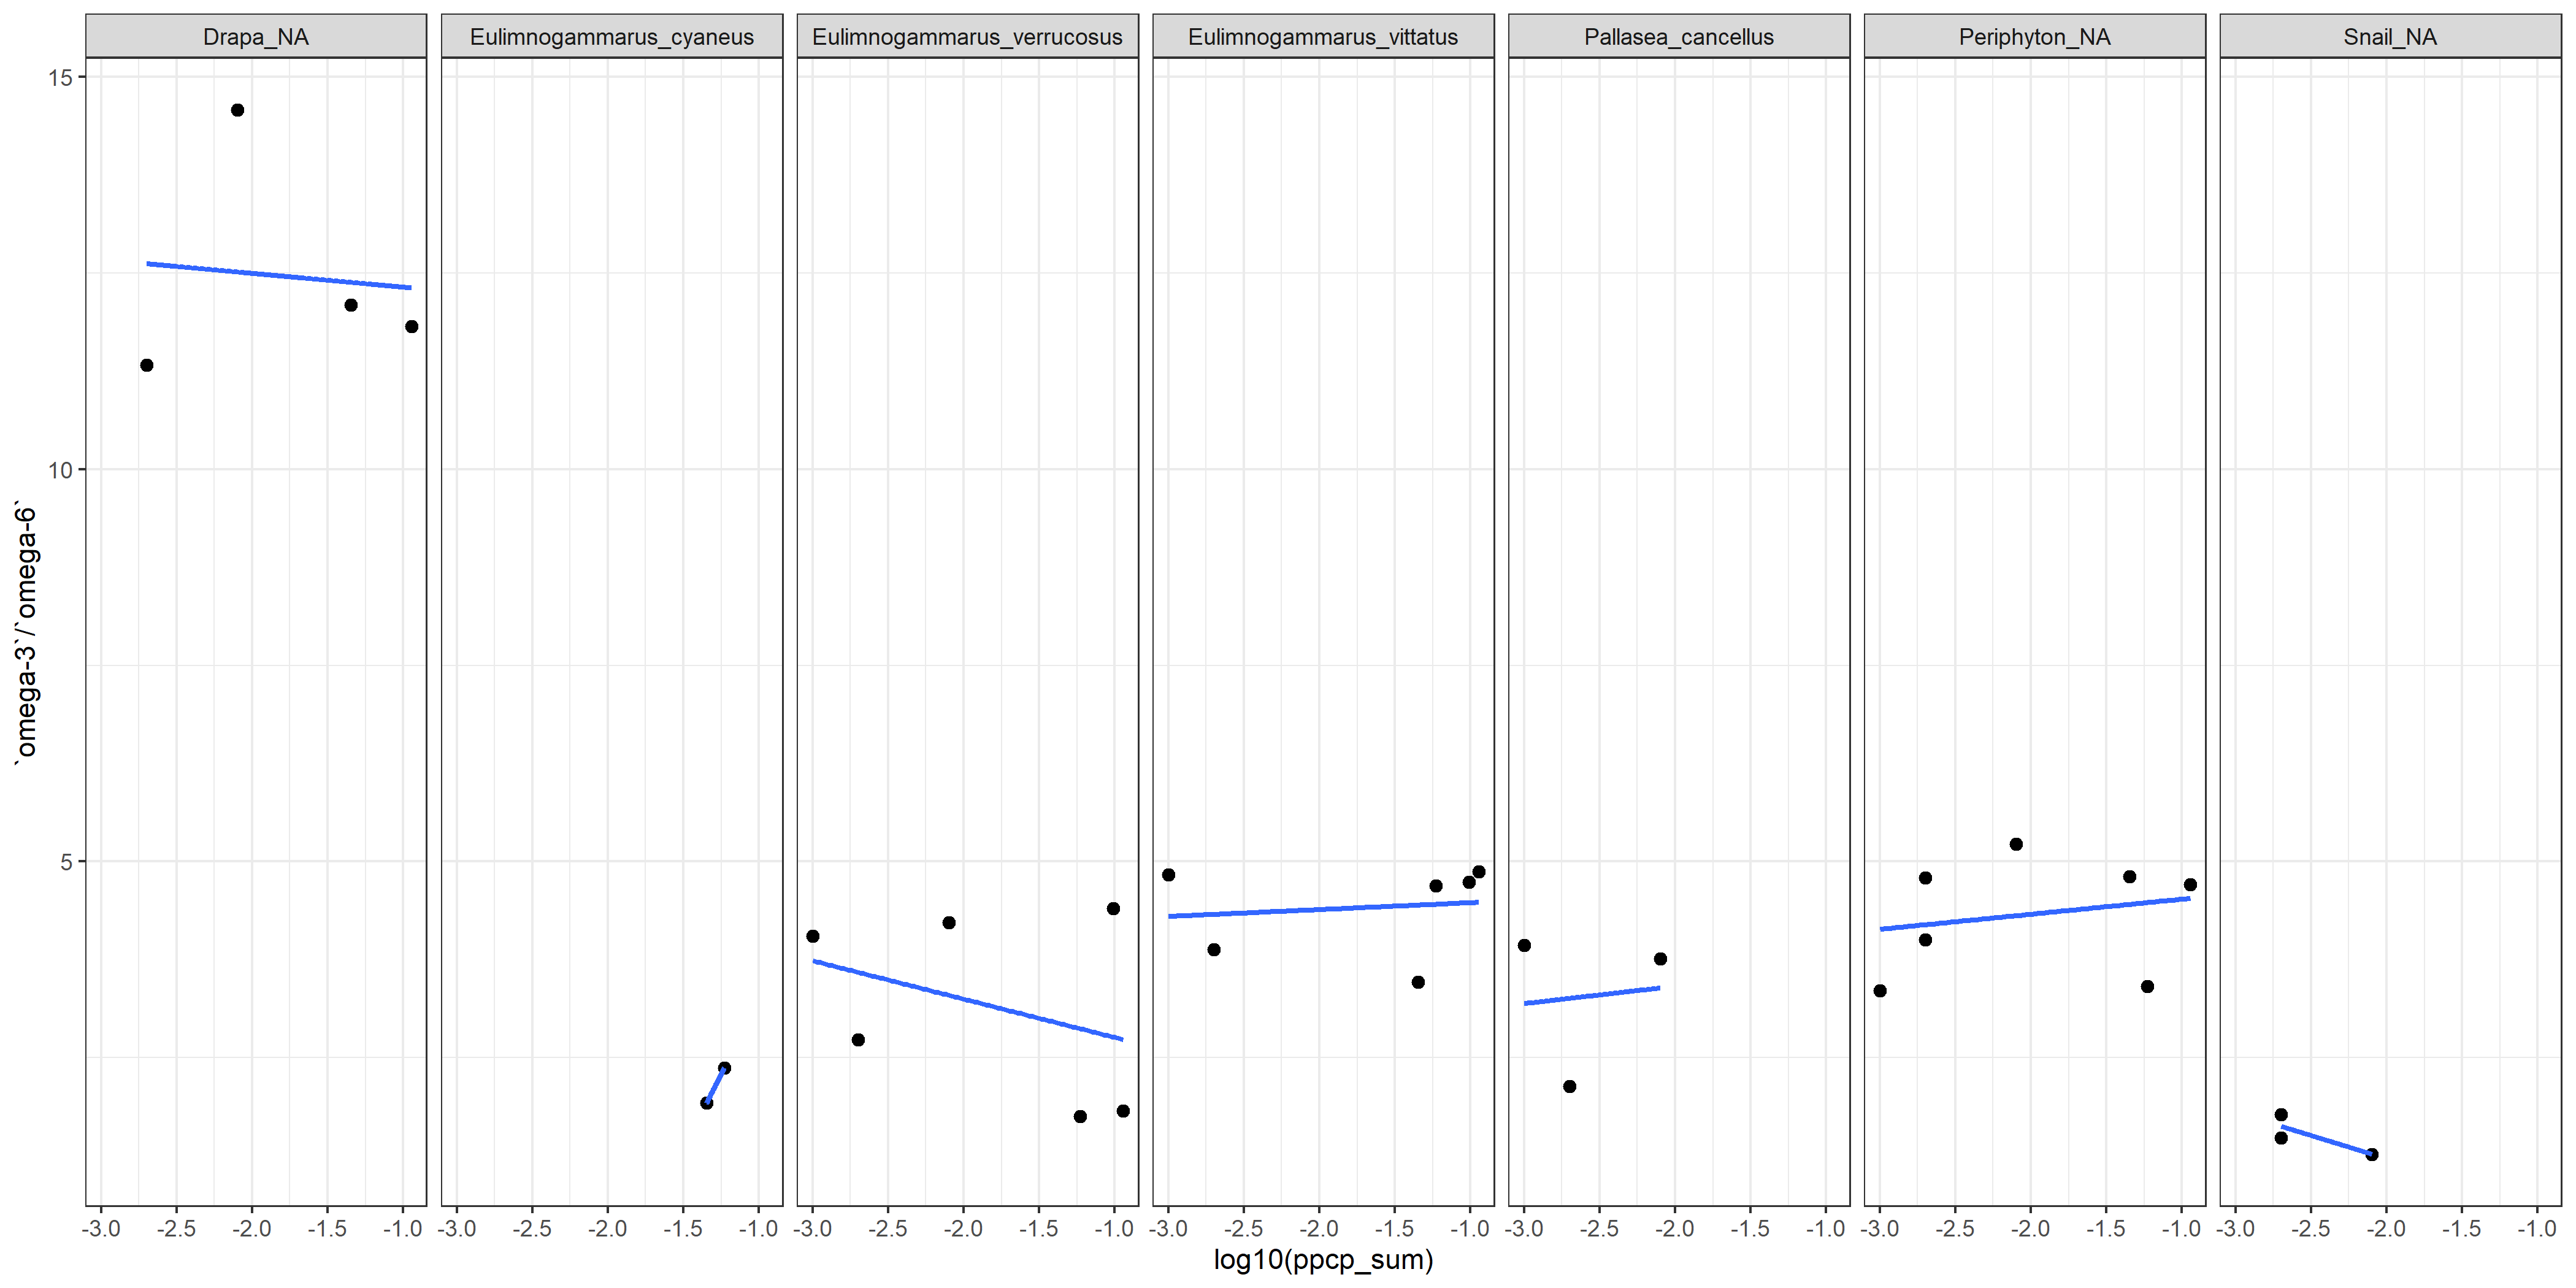 Drapa_NA Eulimnogammarus_cyaneus Eulimnogammarus_verrucosus Eulimnogammarus_vittatus Pallasea_cancellus Periphyton_NA Snail_NA
15
10
5
`omega-3`/`omega-6`
-3.0 -2.5 -2.0 -1.5 -1.0 -3.0 -2.5 -2.0 -1.5 -1.0 -3.0 -2.5 -2.0 -1.5 -1.0 -3.0 -2.5 -2.0 -1.5 -1.0 -3.0 -2.5 -2.0 -1.5 -1.0 -3.0 -2.5 -2.0 -1.5 -1.0 -3.0 -2.5 -2.0 -1.5 -1.0
log10(ppcp_sum)